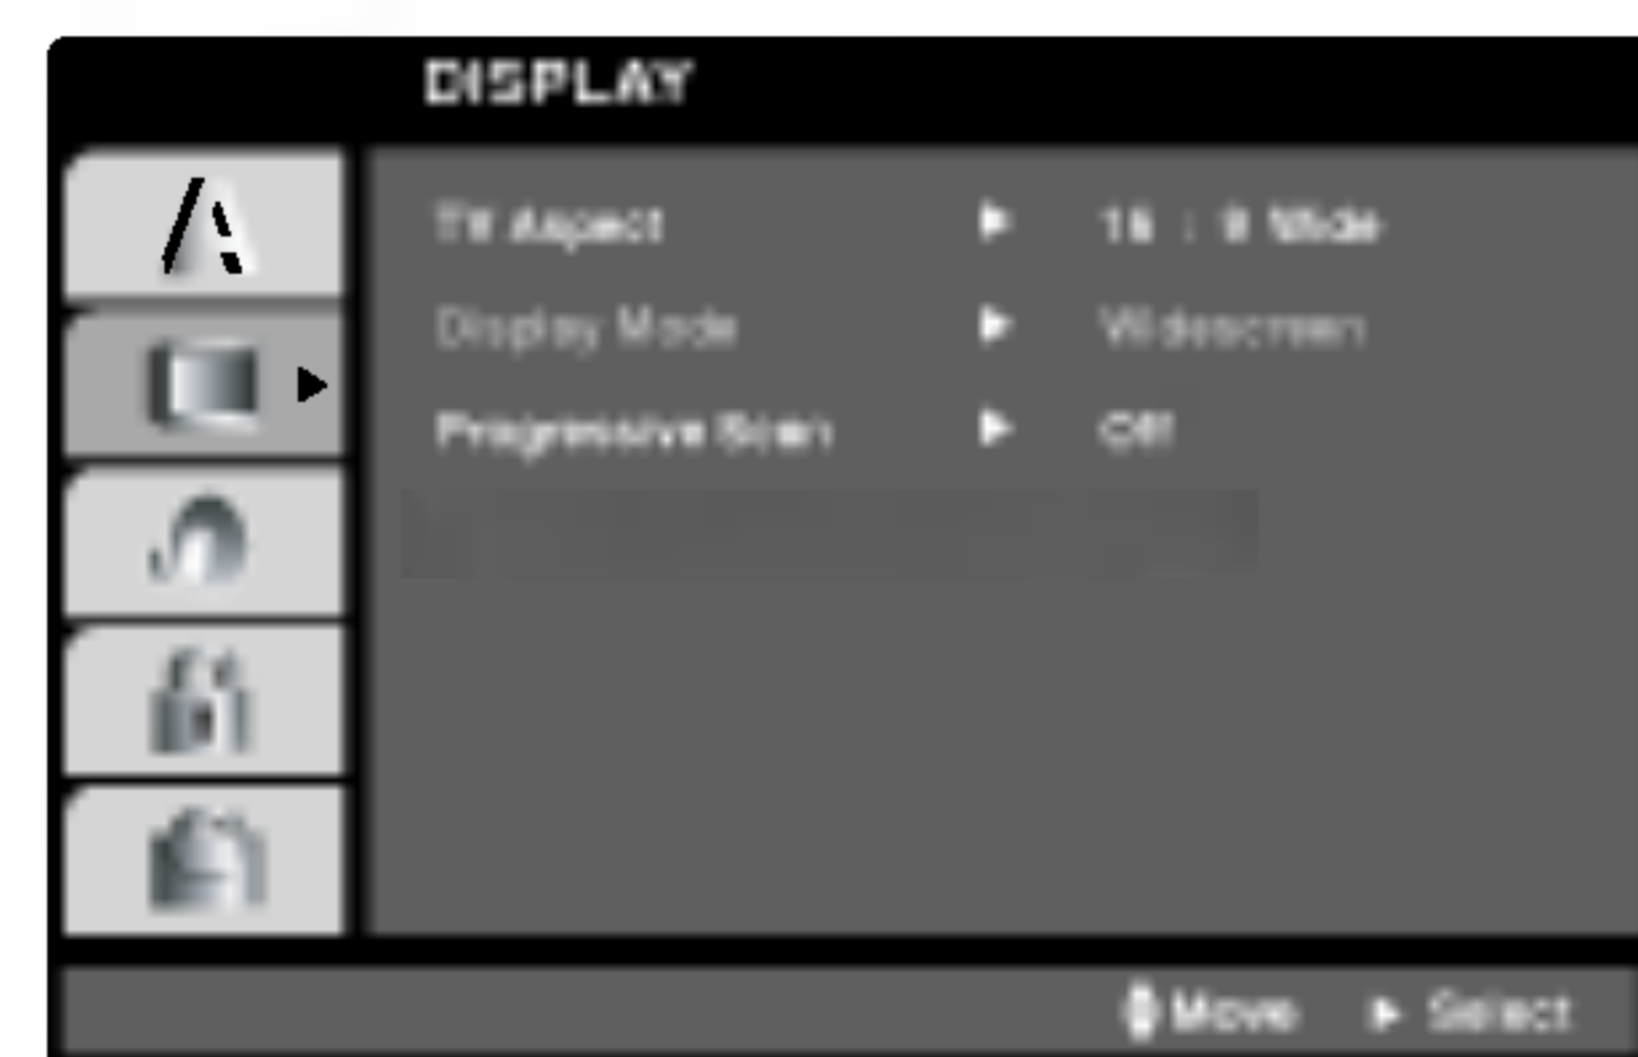 DISPLAY
TV Aspect ▶ 16 : 9 Wide
Display Mode ▶ Widescreen
Progressive Scan ▶ Off
Move ▶ Select